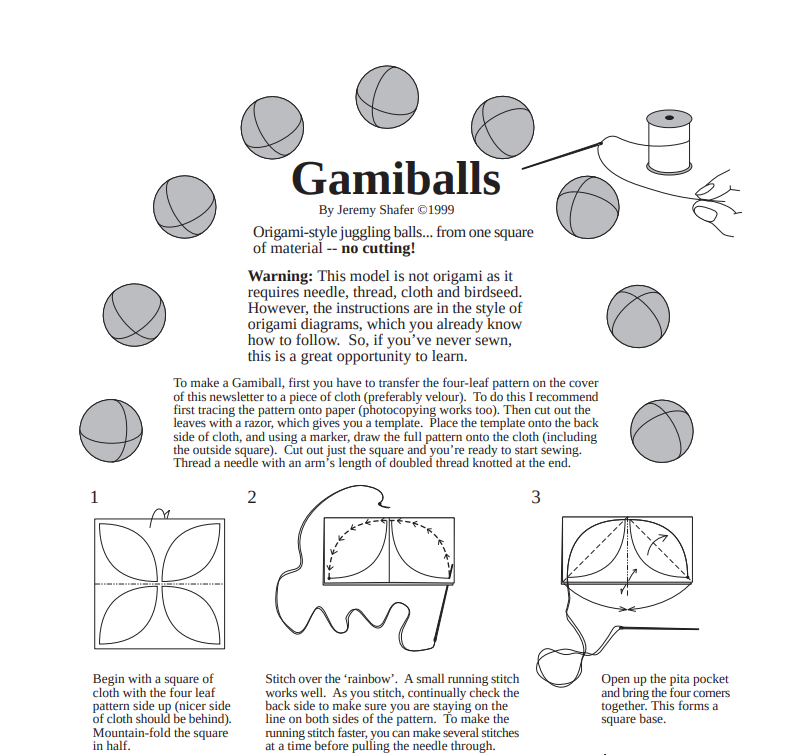 Gamiballs
By Jeremy Shafer ©1999
Origami-style juggling balls... from one square
of material -- no cutting!
Warning: This model is not origami as it
requires needle, thread, cloth and birdseed.
However, the instructions are in the style of
origami diagrams, which you already know
how to follow.  So, if you’ve never sewn,
this is a great opportunity to learn.
To make a Gamiball, first you have to transfer the four-leaf pattern on the cover
of this newsletter to a piece of cloth (preferably velour).  To do this I recommend
first tracing the pattern onto paper (photocopying works too). Then cut out the
leaves with a razor, which gives you a template.  Place the template onto the back
side of cloth, and using a marker, draw the full pattern onto the cloth (including
the outside square).  Cut out just the square and you’re ready to start sewing.
Thread a needle with an arm’s length of doubled thread knotted at the end.
1
Begin with a square of
cloth with the four leaf
pattern side up (nicer side
of cloth should be behind).
Mountain-fold the square
in half.
2
Stitch over the ‘rainbow’.  A small running stitch
works well.  As you stitch, continually check the
back side to make sure you are staying on the
line on both sides of the pattern.  To make the
running stitch faster, you can make several stitches
at a time before pulling the needle through.
3
Open up the pita pocket
and bring the four corners
together. This forms a
square base.